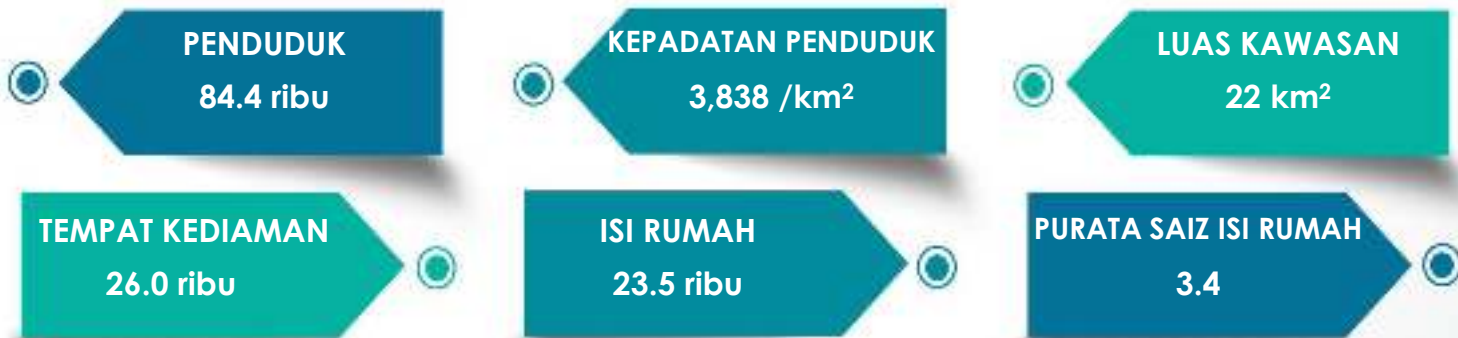 PENDUDUK
84.4 ribu
KEPADATAN PENDUDUK
3,838 /km²
LUAS KAWASAN
22 km²
TEMPAT KEDIAMAN
26.0 ribu
ISI RUMAH
23.5 ribu
PURATA SAIZ ISI RUMAH
3.4